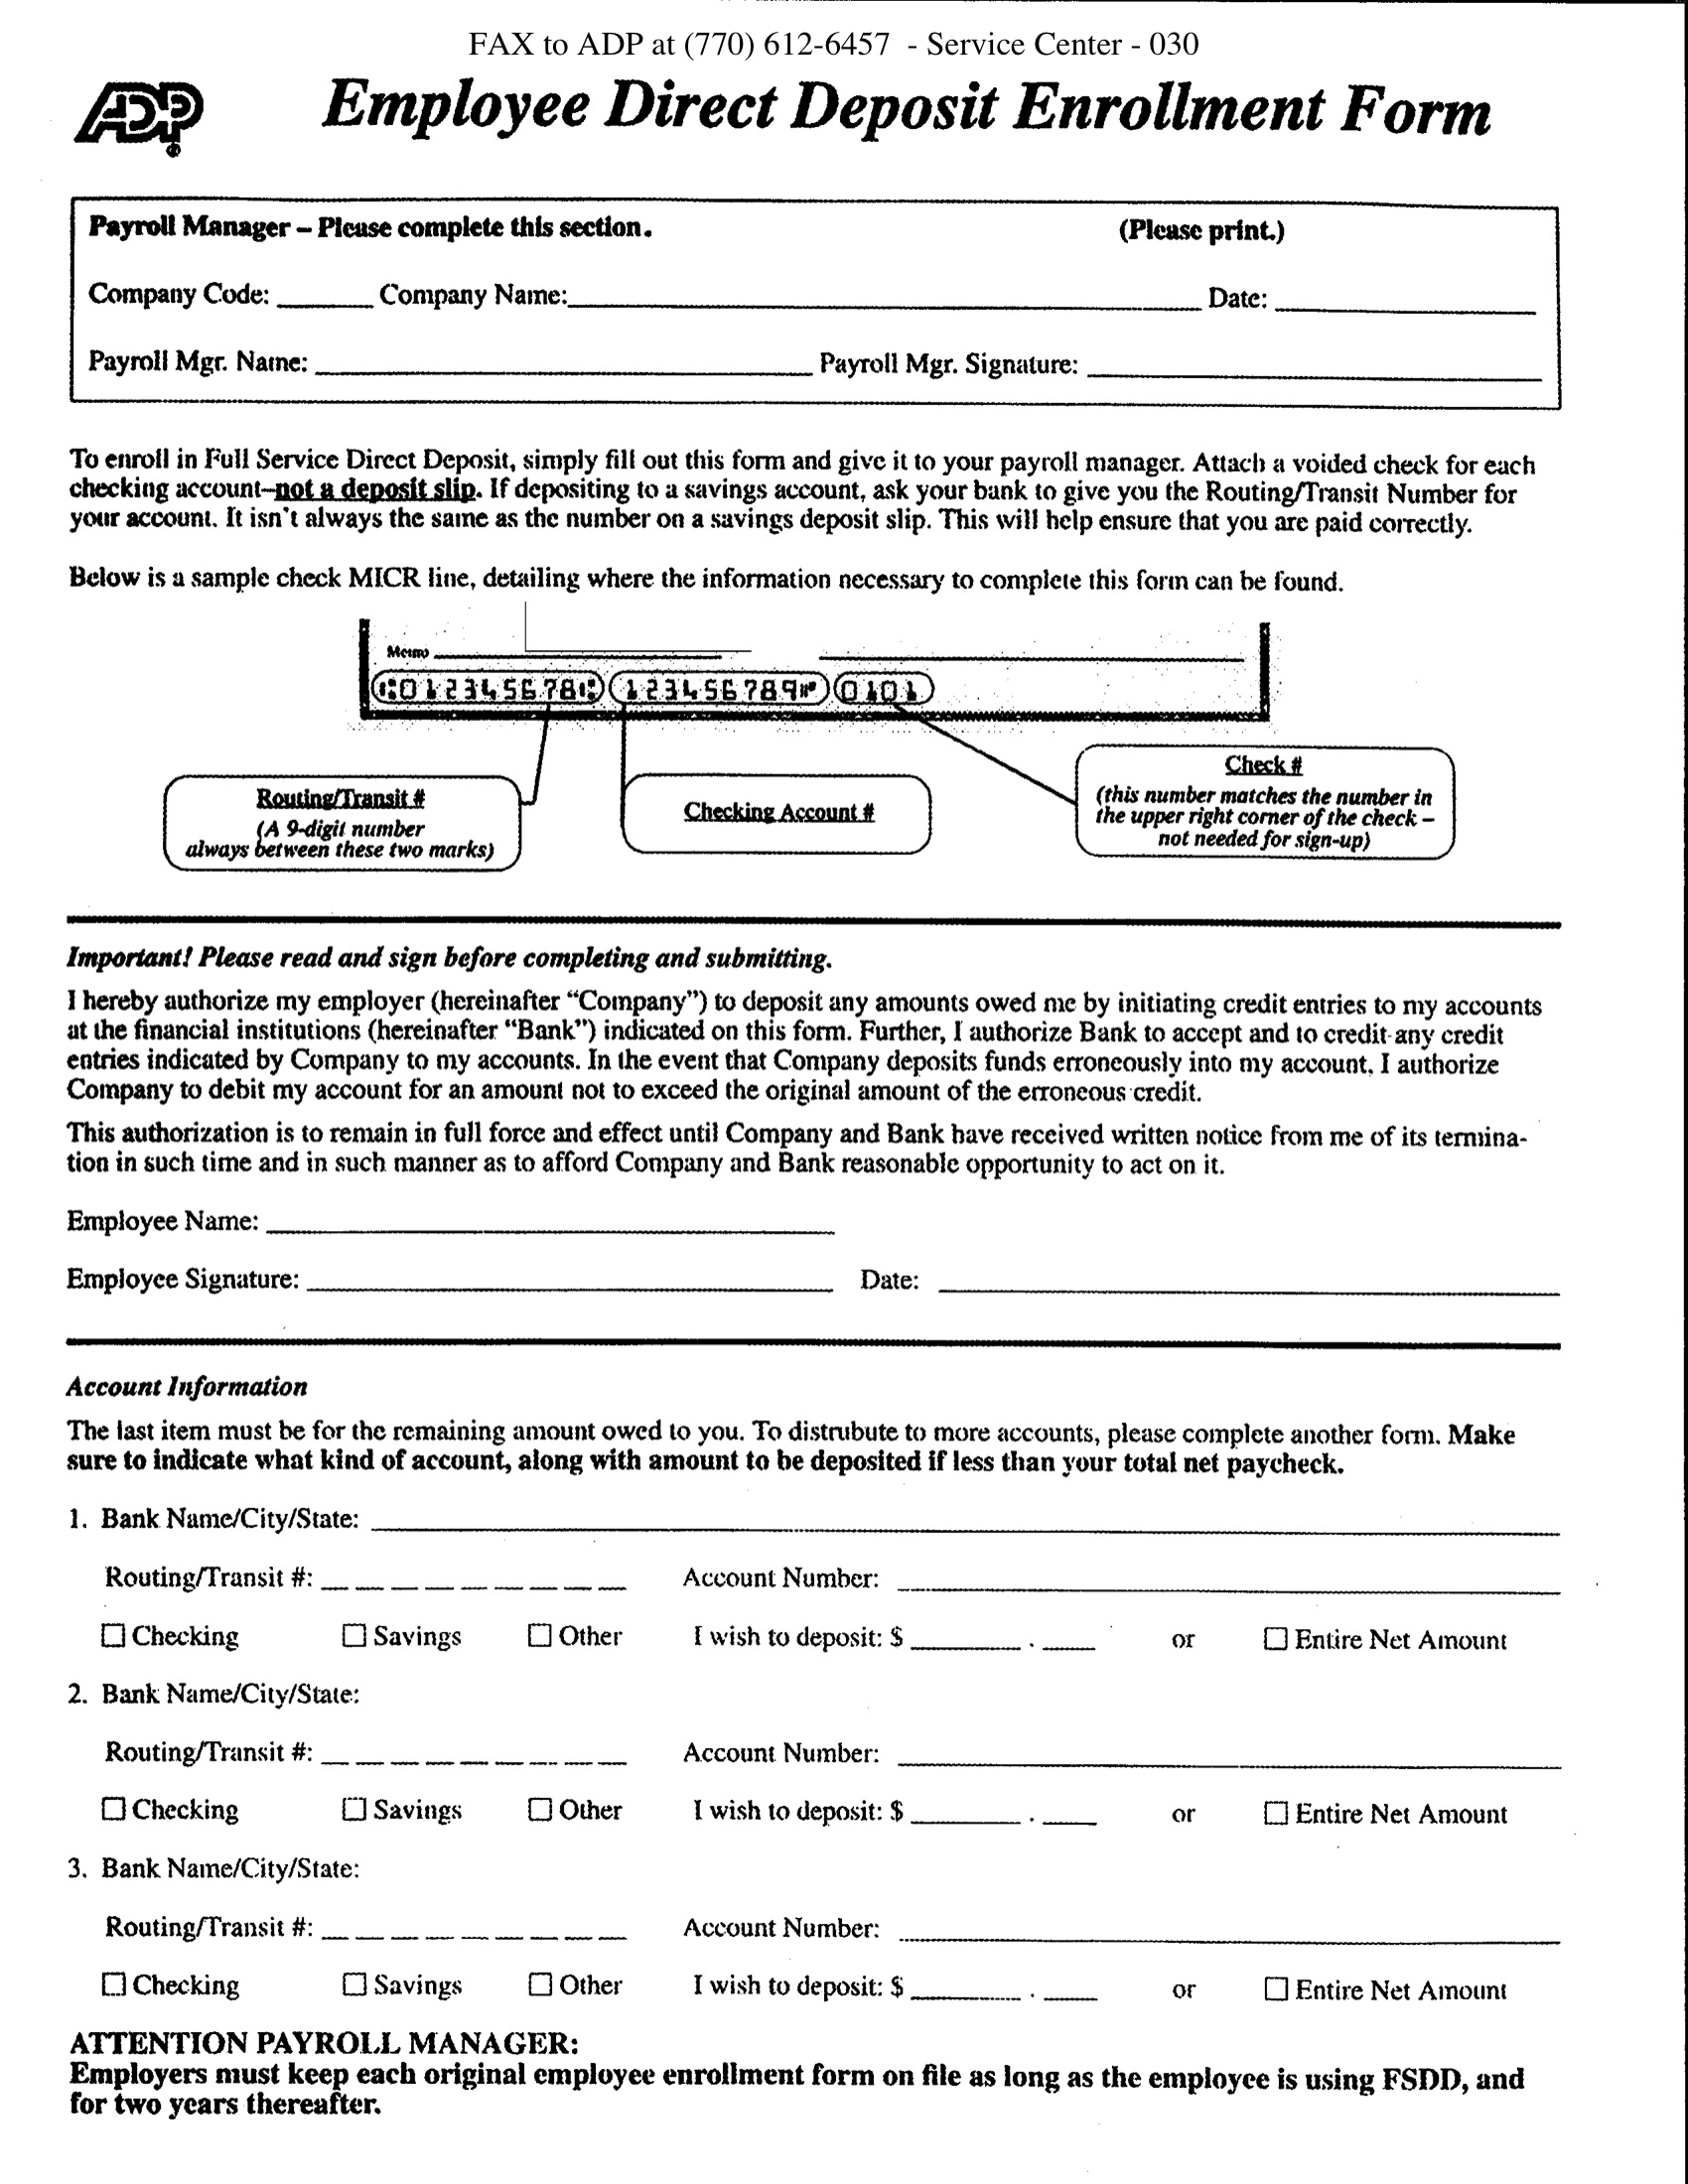 FAX to ADP at (770) 612-6457 - Service Center - 030
ADP® Employee Direct Deposit Enrollment Form
Payroll Manager – Please complete this section. (Please print.)
Company Code: _______ Company Name: _______ Date: _______
Payroll Mgr. Name: _______ Payroll Mgr. Signature: _______
To enroll in Full Service Direct Deposit, simply fill out this form and give it to your payroll manager. Attach a voided check for each
checking account–not a deposit slip. If depositing to a savings account, ask your bank to give you the Routing/Transit Number for
your account. It isn't always the same as the number on a savings deposit slip. This will help ensure that you are paid correctly.
Below is a sample check MICR line, detailing where the information necessary to complete this form can be found.
Memo
⑆012345678⑆ 123456789⑈ 0101
Routing/Transit #
(A 9-digit number
always between these two marks)
Checking Account #
Check #
(this number matches the number in
the upper right corner of the check –
not needed for sign-up)
Important! Please read and sign before completing and submitting.
I hereby authorize my employer (hereinafter “Company”) to deposit any amounts owed me by initiating credit entries to my accounts
at the financial institutions (hereinafter “Bank”) indicated on this form. Further, I authorize Bank to accept and to credit any credit
entries indicated by Company to my accounts. In the event that Company deposits funds erroneously into my account, I authorize
Company to debit my account for an amount not to exceed the original amount of the erroneous credit.
This authorization is to remain in full force and effect until Company and Bank have received written notice from me of its termina-
tion in such time and in such manner as to afford Company and Bank reasonable opportunity to act on it.
Employee Name: _______
Employee Signature: _______ Date: _______
Account Information
The last item must be for the remaining amount owed to you. To distrubute to more accounts, please complete another form. Make
sure to indicate what kind of account, along with amount to be deposited if less than your total net paycheck.
1. Bank Name/City/State: _______
Routing/Transit #: _ _ _ _ _ _ _ _ _ Account Number: _______
☐ Checking ☐ Savings ☐ Other I wish to deposit: $ _______ . ____ or ☐ Entire Net Amount
2. Bank Name/City/State:
Routing/Transit #: _ _ _ _ _ _ _ _ _ Account Number: _______
☐ Checking ☐ Savings ☐ Other I wish to deposit: $ _______ . ____ or ☐ Entire Net Amount
3. Bank Name/City/State:
Routing/Transit #: _ _ _ _ _ _ _ _ _ Account Number: _______
☐ Checking ☐ Savings ☐ Other I wish to deposit: $ _______ . ____ or ☐ Entire Net Amount
ATTENTION PAYROLL MANAGER:
Employers must keep each original employee enrollment form on file as long as the employee is using FSDD, and
for two years thereafter.